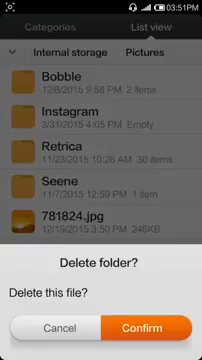 03:51PM
Categories List view
Internal storage Pictures
Bobble
12/8/2015 9:58 PM 2 items
Instagram
3/31/2015 4:05 PM Empty
Retrica
11/23/2015 10:26 AM 30 items
Seene
11/7/2015 12:59 PM 1 item
781824.jpg
12/19/2015 3:50 PM 246KB
Delete folder?
Delete this file?
Cancel Confirm